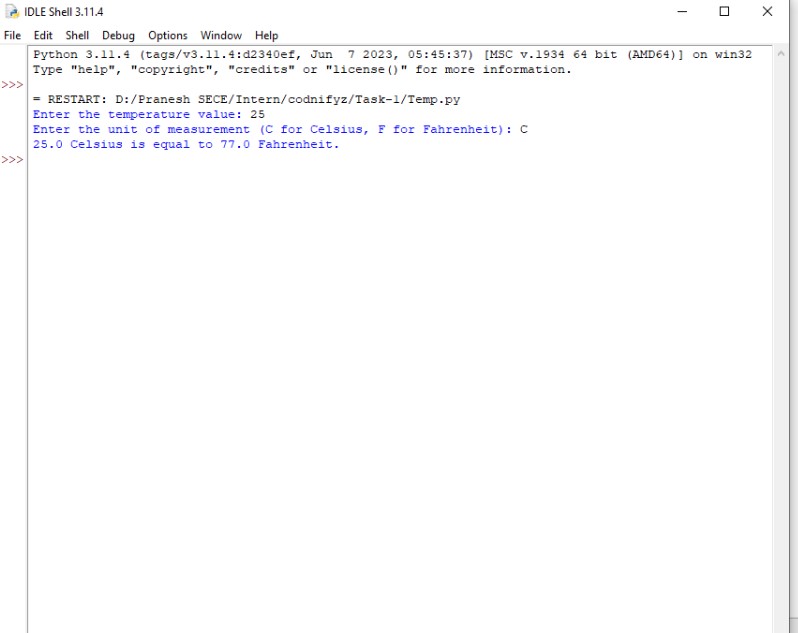 IDLE Shell 3.11.4
File Edit Shell Debug Options Window Help
Python 3.11.4 (tags/v3.11.4:d2340ef, Jun  7 2023, 05:45:37) [MSC v.1934 64 bit (AMD64)] on win32
Type "help", "copyright", "credits" or "license()" for more information.
>>>
= RESTART: D:/Pranesh SECE/Intern/codnifyz/Task-1/Temp.py
Enter the temperature value: 25
Enter the unit of measurement (C for Celsius, F for Fahrenheit): C
25.0 Celsius is equal to 77.0 Fahrenheit.
>>>